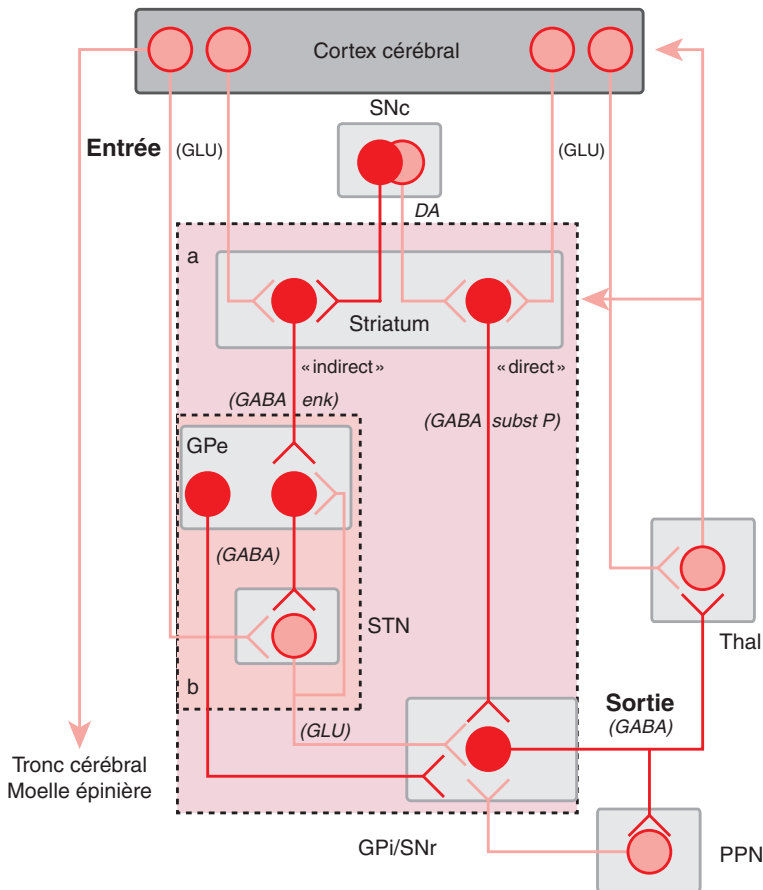 Cortex cérébral
SNc
Entrée
(GLU)
(GLU)
DA
a
Striatum
« indirect »
« direct »
(GABA enk)
(GABA subst P)
GPe
(GABA)
STN
Thal
b
Sortie
(GLU)
(GABA)
Tronc cérébral
Moelle épinière
GPi/SNr
PPN